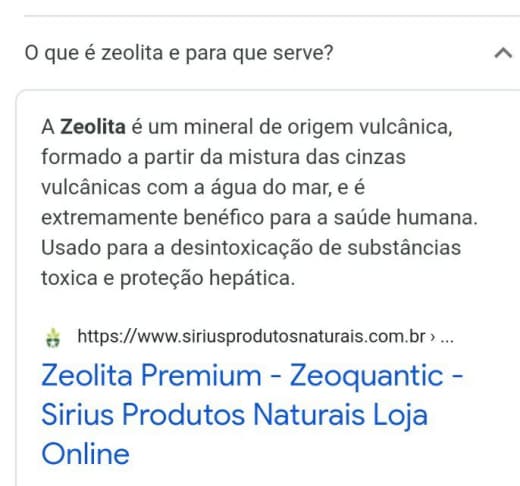 O que é zeolita e para que serve?
A Zeolita é um mineral de origem vulcânica,
formado a partir da mistura das cinzas
vulcânicas com a água do mar, e é
extremamente benéfico para a saúde humana.
Usado para a desintoxicação de substâncias
toxica e proteção hepática.
https://www.siriusprodutosnaturais.com.br › ...
Zeolita Premium - Zeoquantic -
Sirius Produtos Naturais Loja
Online